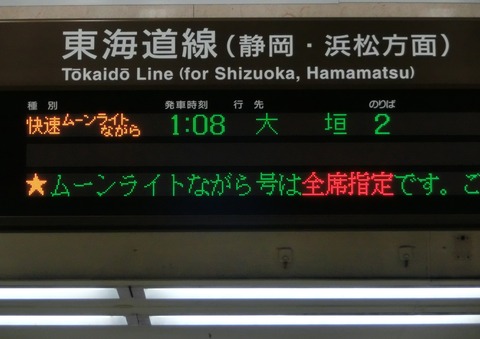 東海道線(静岡・浜松方面)
Tōkaidō Line (for Shizuoka, Hamamatsu)
種別 発車時刻 行先 のりば
快速ムーンライトながら 1:08 大垣 2
★ムーンライトながら号は全席指定です。ご